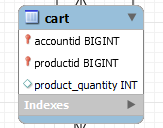 cart
accountid BIGINT
productid BIGINT
product_quantity INT
Indexes